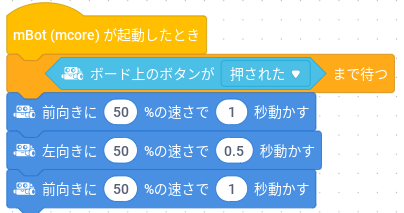 mBot (mcore) が起動したとき
ボード上のボタンが 押された まで待つ
前向きに 50 %の速さで 1 秒動かす
左向きに 50 %の速さで 0.5 秒動かす
前向きに 50 %の速さで 1 秒動かす